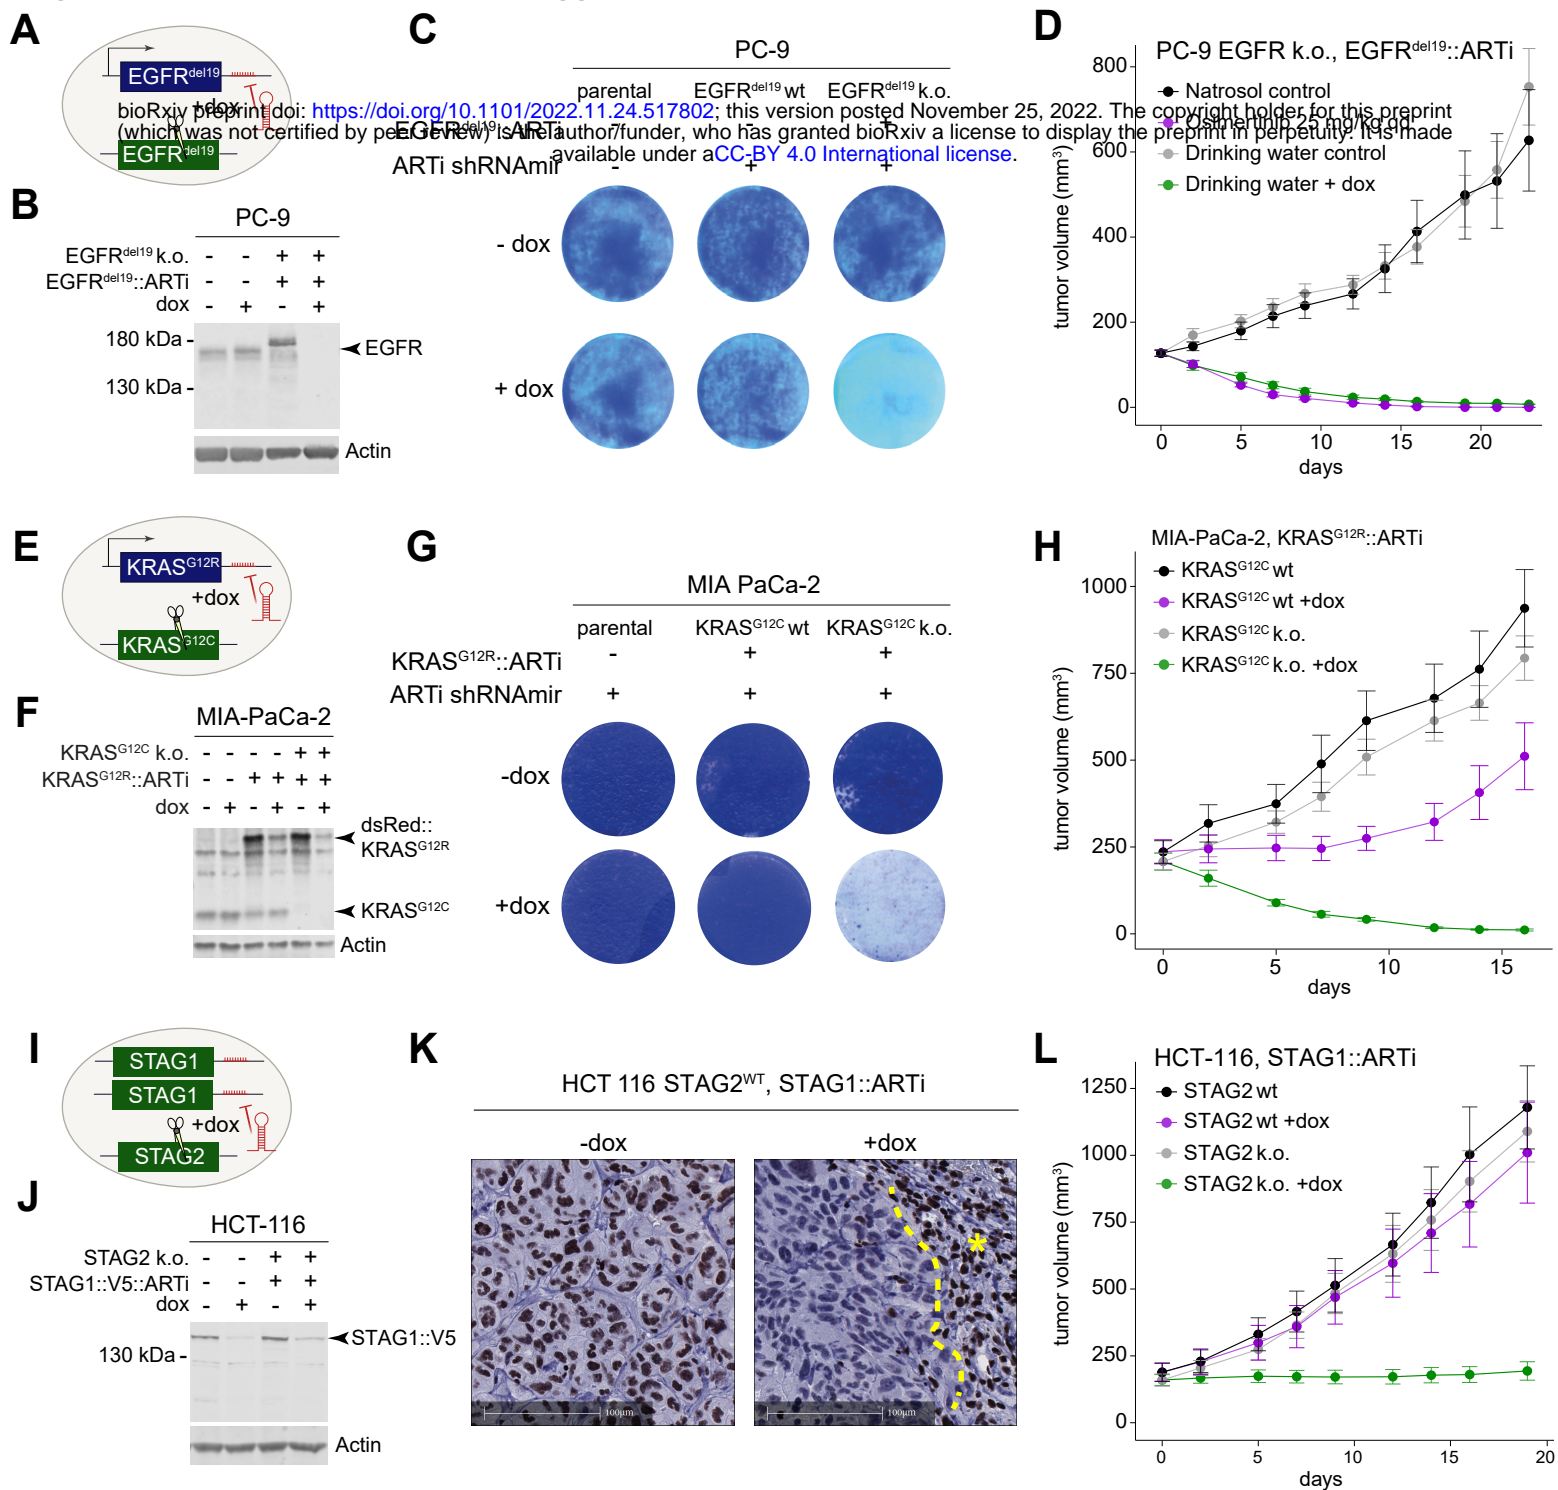 A
EGFRdel19
+dox
EGFRdel19
B
PC-9
EGFRdel19 k.o. - - + +
EGFRdel19::ARTi - - + +
dox - + - +
180 kDa -
130 kDa -
EGFR
Actin
C
PC-9
parental EGFRdel19 wt EGFRdel19 k.o.
EGFRdel19::ARTi - - +
ARTi shRNAmir - + +
- dox
+ dox
bioRxiv preprint doi: https://doi.org/10.1101/2022.11.24.517802; this version posted November 25, 2022. The copyright holder for this preprint
(which was not certified by peer review) is the author/funder, who has granted bioRxiv a license to display the preprint in perpetuity. It is made
available under aCC-BY 4.0 International license.
D
PC-9 EGFR k.o., EGFRdel19::ARTi
Natrosol control
Osimertinib 25 mg/kg qd
Drinking water control
Drinking water + dox
tumor volume (mm3)
800
600
400
200
0
0 5 10 15 20
days
E
KRASG12R
+dox
KRASG12C
F
MIA-PaCa-2
KRASG12C k.o. - - - - + +
KRASG12R::ARTi - - + + + +
dox - + - + - +
dsRed::
KRASG12R
KRASG12C
Actin
G
MIA PaCa-2
parental KRASG12C wt KRASG12C k.o.
KRASG12R::ARTi - + +
ARTi shRNAmir + + +
-dox
+dox
H
MIA-PaCa-2, KRASG12R::ARTi
KRASG12C wt
KRASG12C wt +dox
KRASG12C k.o.
KRASG12C k.o. +dox
tumor volume (mm3)
1000
750
500
250
0
0 5 10 15
days
I
STAG1
STAG1
+dox
STAG2
J
HCT-116
STAG2 k.o. - - + +
STAG1::V5::ARTi - - + +
dox - + - +
130 kDa -
STAG1::V5
Actin
K
HCT 116 STAG2WT, STAG1::ARTi
-dox +dox
*
100µm 100µm
L
HCT-116, STAG1::ARTi
STAG2 wt
STAG2 wt +dox
STAG2 k.o.
STAG2 k.o. +dox
tumor volume (mm3)
1250
1000
750
500
250
0
0 5 10 15 20
days